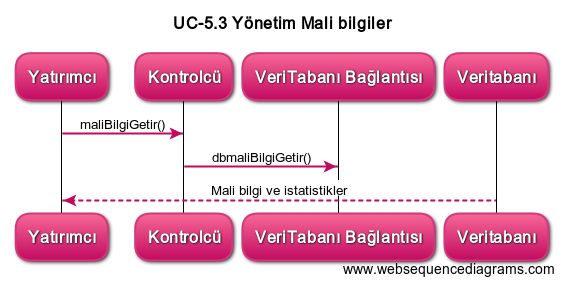 UC-5.3 Yönetim Mali bilgiler
Yatırımcı Kontrolcü VeriTabanı Bağlantısı Veritabanı
maliBilgiGetir()
dbmaliBilgiGetir()
Mali bilgi ve istatistikler
Yatırımcı Kontrolcü VeriTabanı Bağlantısı Veritabanı
www.websequencediagrams.com